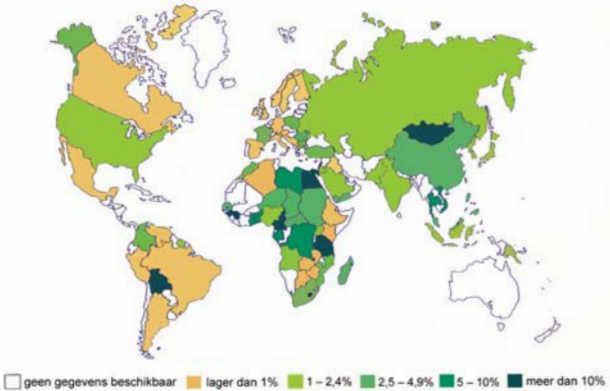 geen gegevens beschikbaar lager dan 1% 1 – 2,4% 2,5 – 4,9% 5 – 10% meer dan 10%